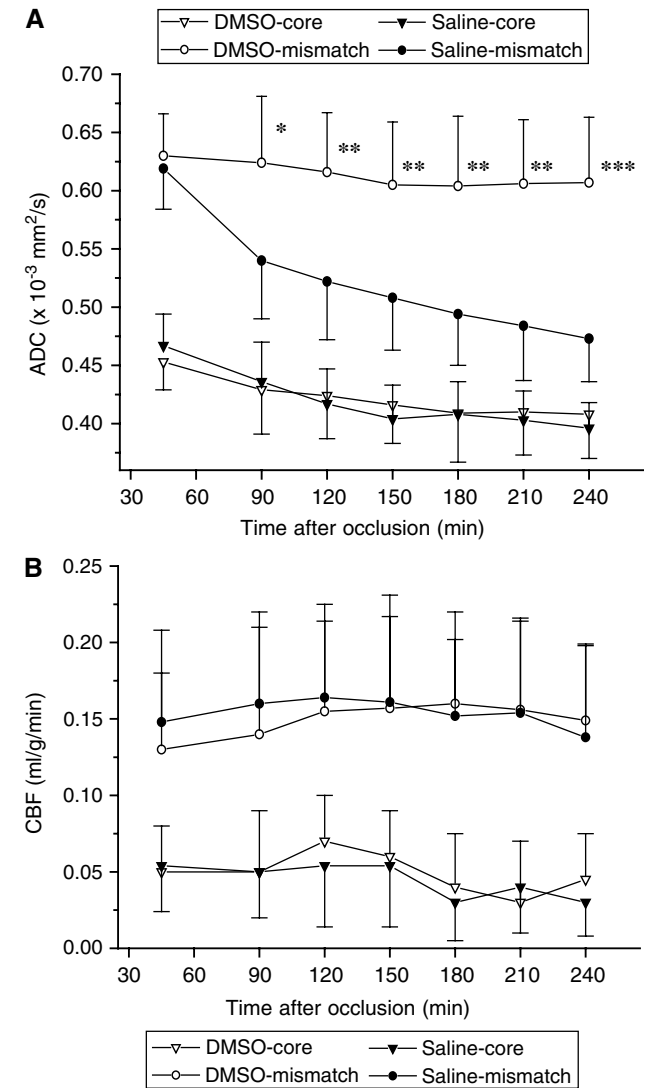 A
DMSO-core Saline-core
DMSO-mismatch Saline-mismatch
0.70
0.65
0.60
0.55
0.50
0.45
0.40
ADC (x 10⁻³ mm²/s)
* ** ** ** ** ***
30 60 90 120 150 180 210 240
Time after occlusion (min)
B
0.25
0.20
0.15
0.10
0.05
0.00
CBF (ml/g/min)
30 60 90 120 150 180 210 240
Time after occlusion (min)
DMSO-core Saline-core
DMSO-mismatch Saline-mismatch